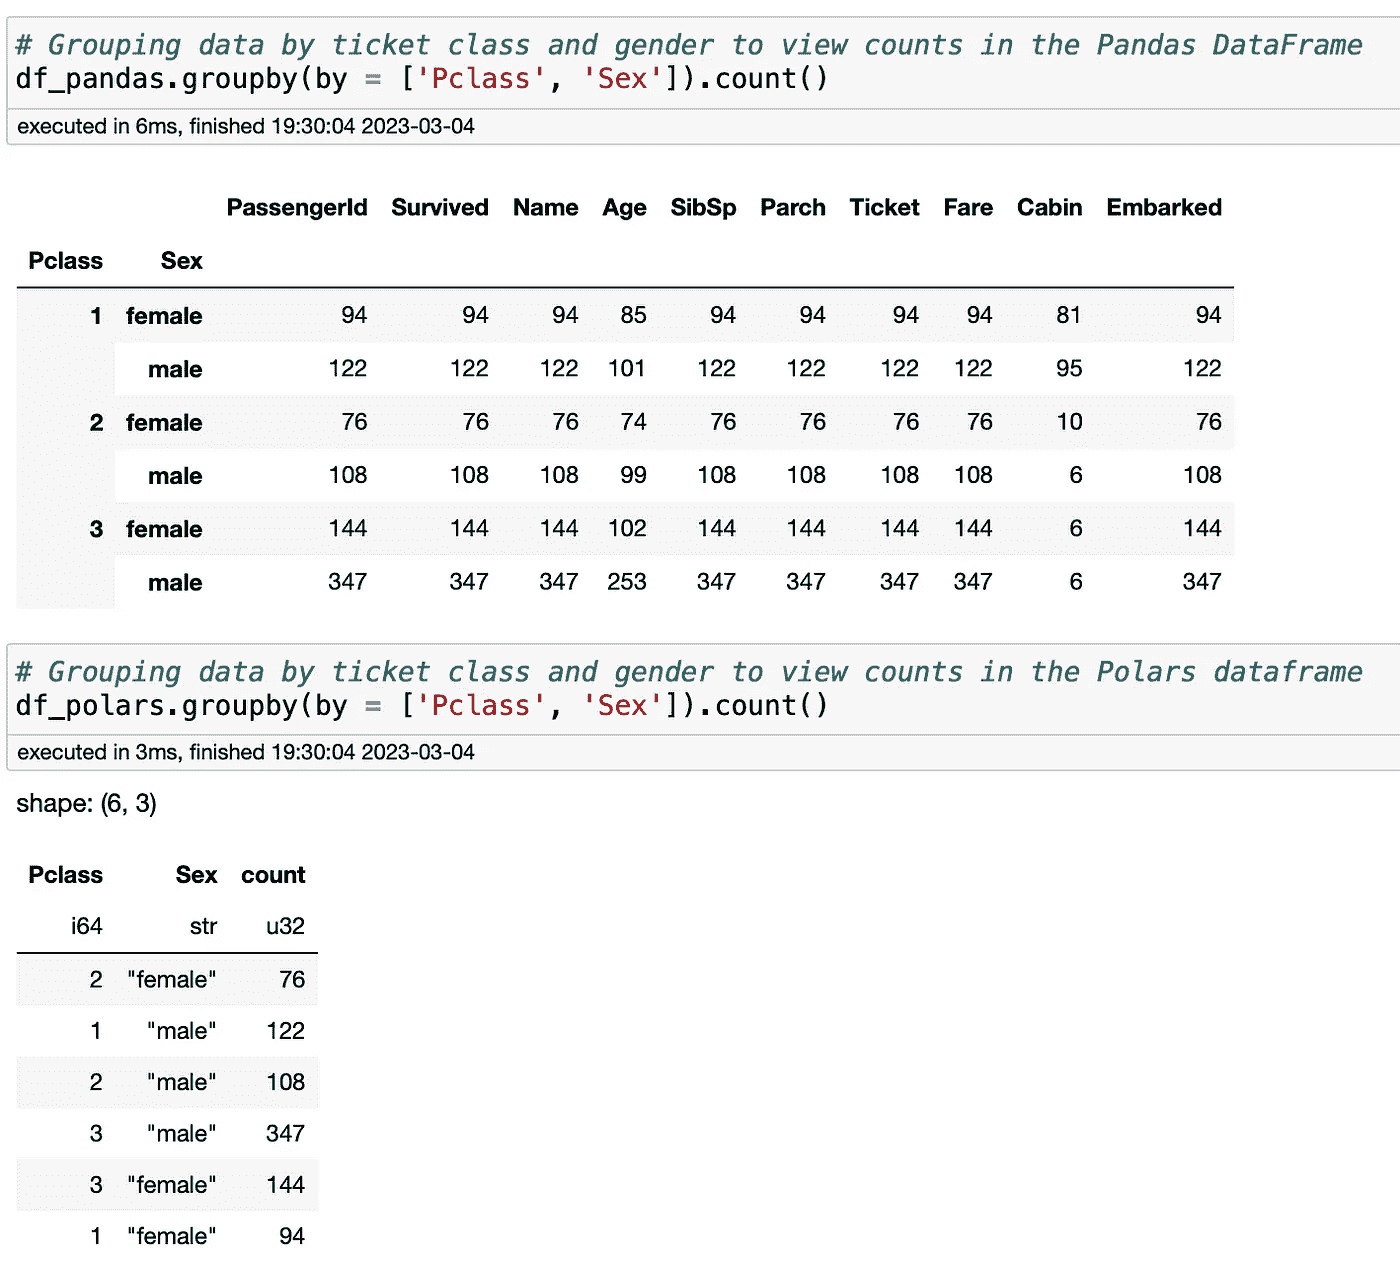 # Grouping data by ticket class and gender to view counts in the Pandas DataFrame
df_pandas.groupby(by = ['Pclass', 'Sex']).count()
executed in 6ms, finished 19:30:04 2023-03-04
PassengerId Survived Name Age SibSp Parch Ticket Fare Cabin Embarked
Pclass Sex
1 female 94 94 94 85 94 94 94 94 81 94
male 122 122 122 101 122 122 122 122 95 122
2 female 76 76 76 74 76 76 76 76 10 76
male 108 108 108 99 108 108 108 108 6 108
3 female 144 144 144 102 144 144 144 144 6 144
male 347 347 347 253 347 347 347 347 6 347
# Grouping data by ticket class and gender to view counts in the Polars dataframe
df_polars.groupby(by = ['Pclass', 'Sex']).count()
executed in 3ms, finished 19:30:04 2023-03-04
shape: (6, 3)
Pclass Sex count
i64 str u32
2 "female" 76
1 "male" 122
2 "male" 108
3 "male" 347
3 "female" 144
1 "female" 94